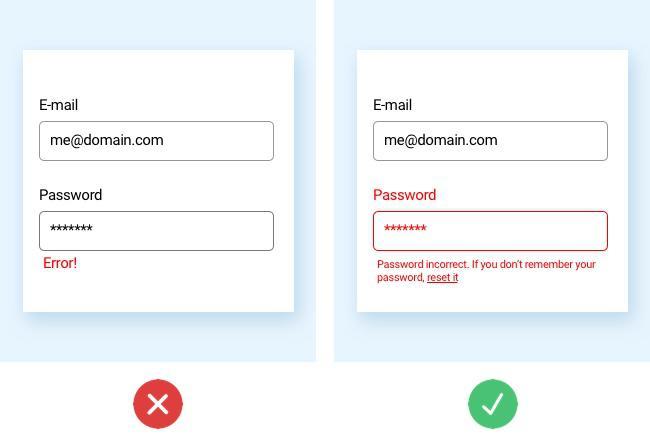 E-mail
me@domain.com
Password
*******
Error!
E-mail
me@domain.com
Password
*******
Password incorrect. If you don't remember your
password, reset it